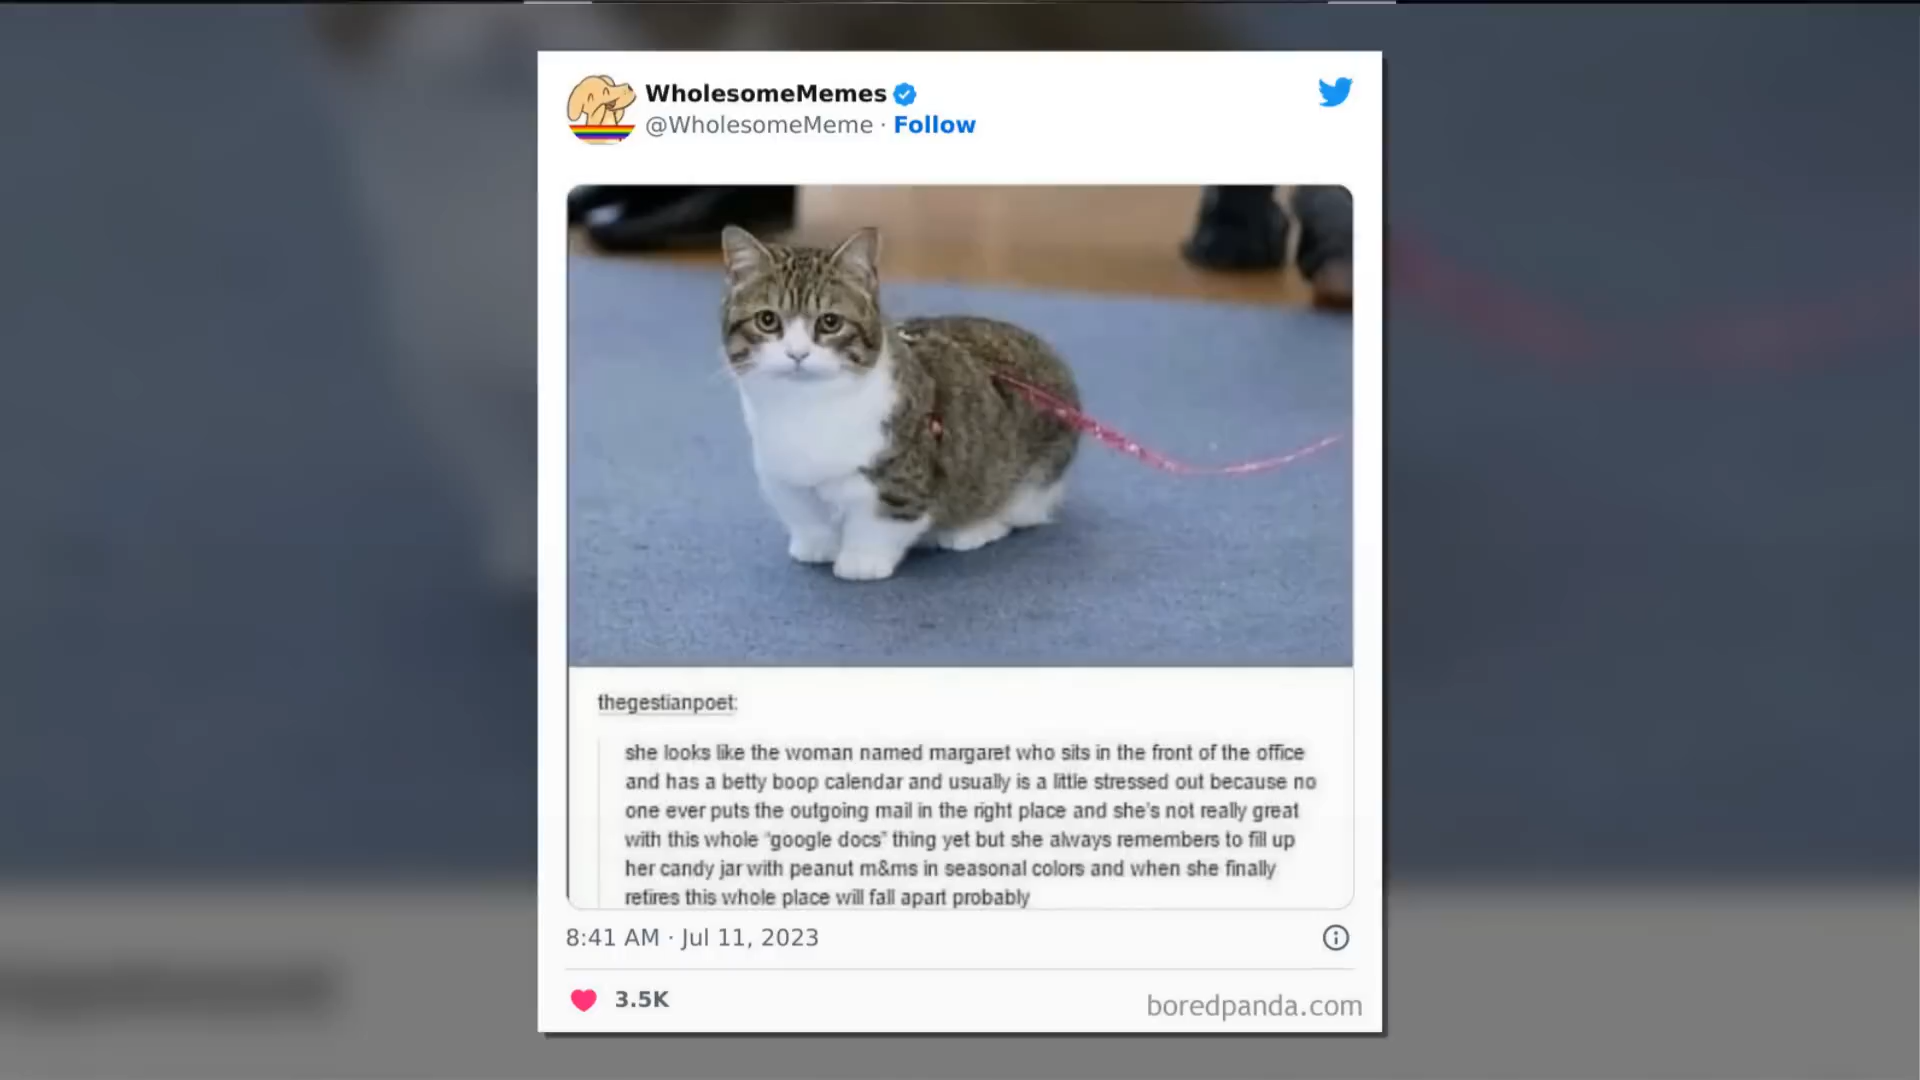 WholesomeMemes
@WholesomeMeme · Follow
thegestianpoet:
she looks like the woman named margaret who sits in the front of the office
and has a betty boop calendar and usually is a little stressed out because no
one ever puts the outgoing mail in the right place and she's not really great
with this whole "google docs" thing yet but she always remembers to fill up
her candy jar with peanut m&ms in seasonal colors and when she finally
retires this whole place will fall apart probably
8:41 AM · Jul 11, 2023
3.5K
boredpanda.com